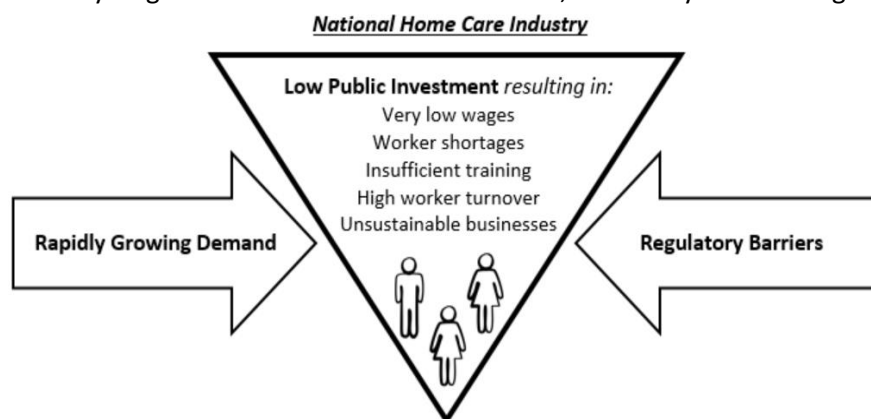 National Home Care Industry
Low Public Investment resulting in:
Very low wages
Worker shortages
Insufficient training
High worker turnover
Unsustainable businesses
Rapidly Growing Demand
Regulatory Barriers